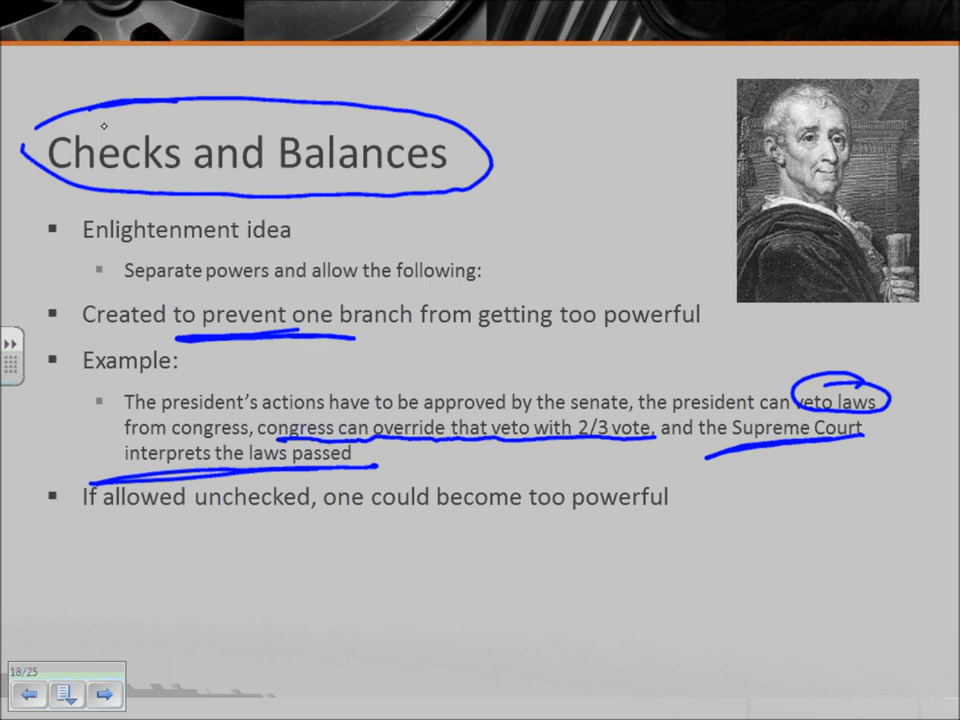 Checks and Balances
▪ Enlightenment idea
▪ Separate powers and allow the following:
▪ Created to prevent one branch from getting too powerful
▪ Example:
▪ The president's actions have to be approved by the senate, the president can veto laws
from congress, congress can override that veto with 2/3 vote, and the Supreme Court
interprets the laws passed
▪ If allowed unchecked, one could become too powerful
18/25